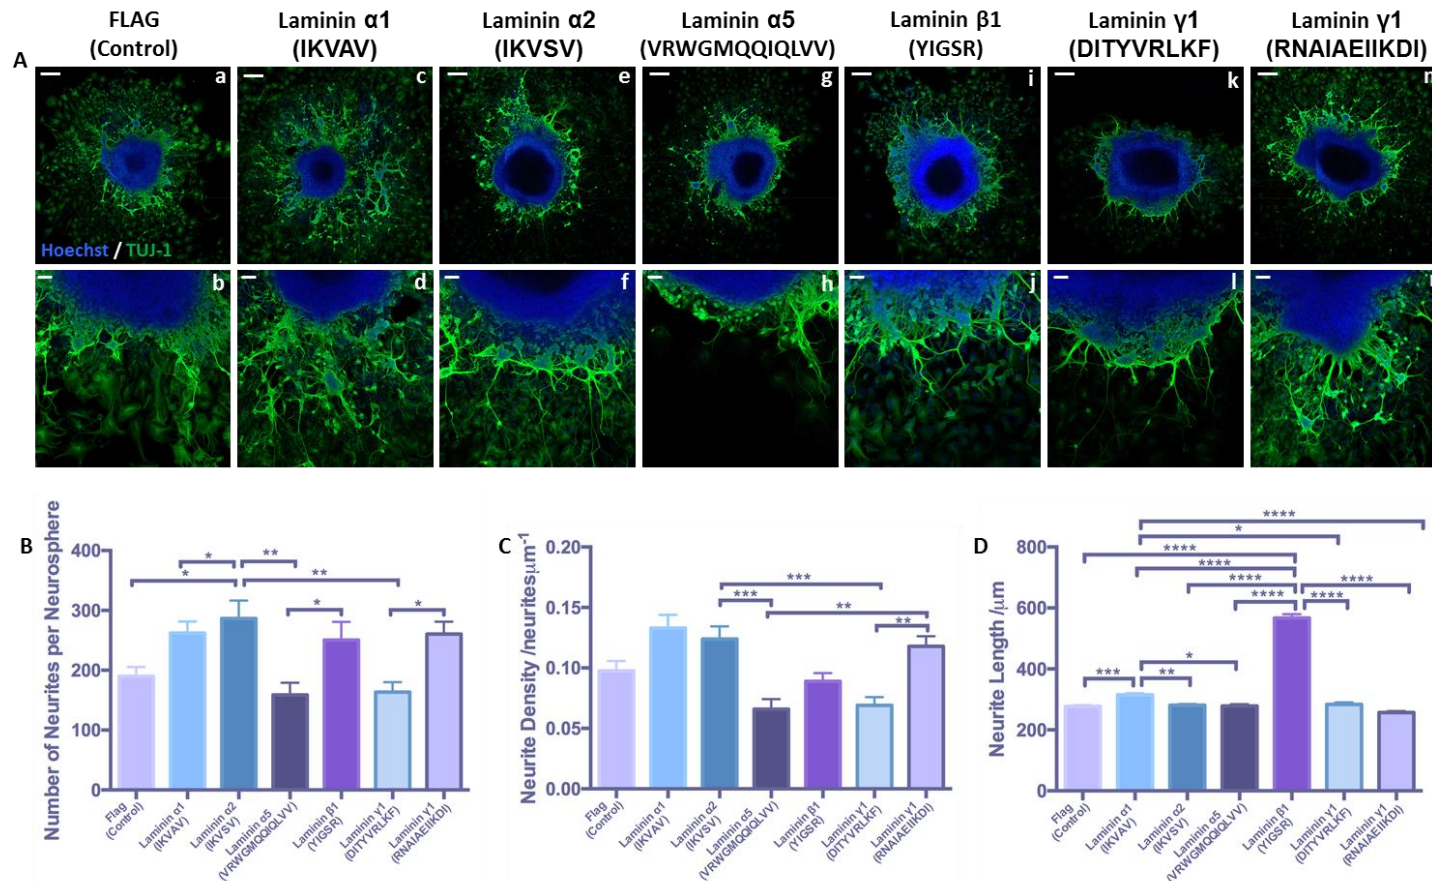 FLAG
(Control)
Laminin α1
(IKVAV)
Laminin α2
(IKVSV)
Laminin α5
(VRWGMQQIQLVV)
Laminin β1
(YIGSR)
Laminin γ1
(DITYVRLKF)
Laminin γ1
(RNAIAEIIKDI)
A
a
c
e
g
i
k
Hoechst / TUJ-1
b
d
f
h
j
l
B
Number of Neurites per Neurosphere
400
300
200
100
0
*
*
**
**
*
*
Flag
(Control)
Laminin α1
(IKVAV)
Laminin α2
(IKVSV)
Laminin α5
(VRWGMQQIQLVV)
Laminin β1
(YIGSR)
Laminin γ1
(DITYVRLKF)
Laminin γ1
(RNAIAEIIKDI)
C
Neurite Density /neuritesμm-1
0.20
0.15
0.10
0.05
0.00
***
***
**
**
Flag
(Control)
Laminin α1
(IKVAV)
Laminin α2
(IKVSV)
Laminin α5
(VRWGMQQIQLVV)
Laminin β1
(YIGSR)
Laminin γ1
(DITYVRLKF)
Laminin γ1
(RNAIAEIIKDI)
D
Neurite Length /μm
800
600
400
200
0
****
*
****
****
****
****
****
****
***
**
*
Flag
(Control)
Laminin α1
(IKVAV)
Laminin α2
(IKVSV)
Laminin α5
(VRWGMQQIQLVV)
Laminin β1
(YIGSR)
Laminin γ1
(DITYVRLKF)
Laminin γ1
(RNAIAEIIKDI)